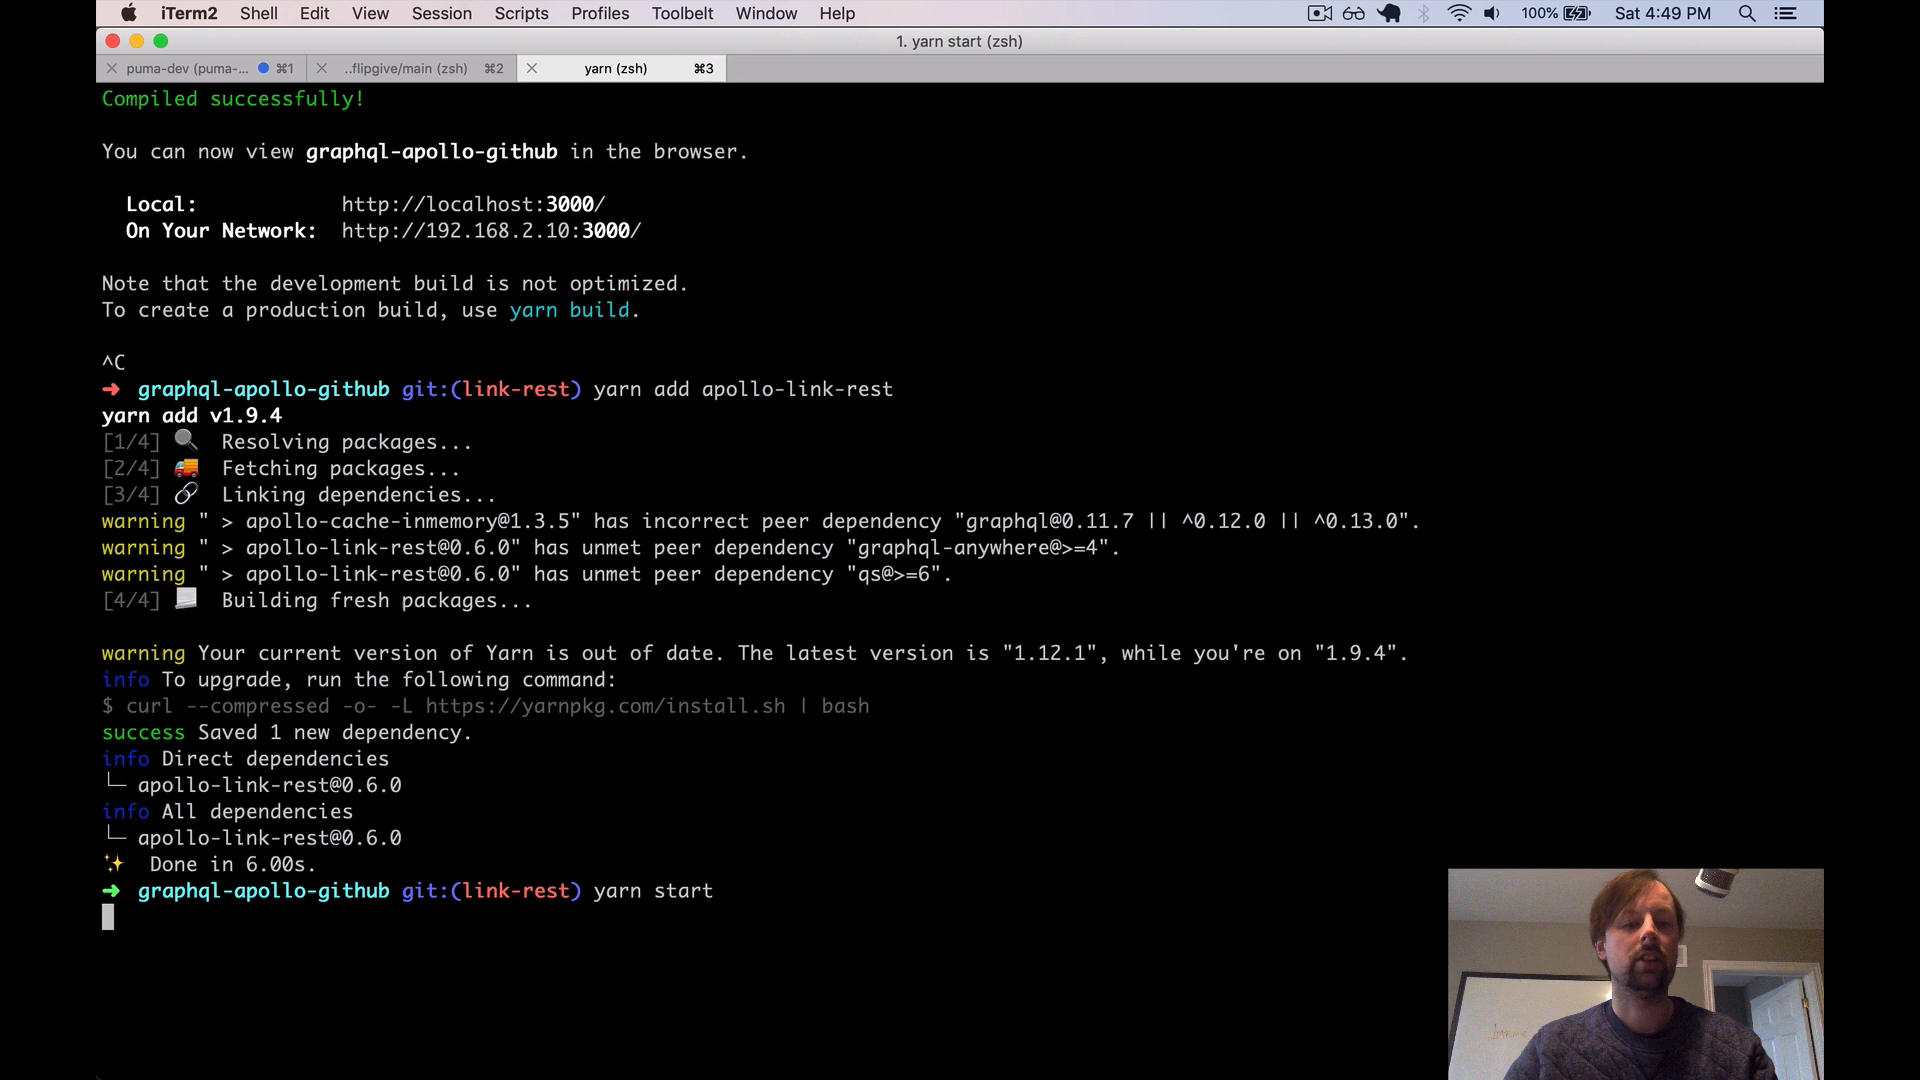 iTerm2 Shell Edit View Session Scripts Profiles Toolbelt Window Help 100% Sat 4:49 PM
1. yarn start (zsh)
puma-dev (puma-... ⌘1 ..flipgive/main (zsh) ⌘2 yarn (zsh) ⌘3
Compiled successfully!
You can now view graphql-apollo-github in the browser.
Local: http://localhost:3000/
On Your Network: http://192.168.2.10:3000/
Note that the development build is not optimized.
To create a production build, use yarn build.
^C
➜ graphql-apollo-github git:(link-rest) yarn add apollo-link-rest
yarn add v1.9.4
[1/4] 🔍 Resolving packages...
[2/4] 🚚 Fetching packages...
[3/4] 🔗 Linking dependencies...
warning " > apollo-cache-inmemory@1.3.5" has incorrect peer dependency "graphql@0.11.7 || ^0.12.0 || ^0.13.0".
warning " > apollo-link-rest@0.6.0" has unmet peer dependency "graphql-anywhere@>=4".
warning " > apollo-link-rest@0.6.0" has unmet peer dependency "qs@>=6".
[4/4] 📃 Building fresh packages...
warning Your current version of Yarn is out of date. The latest version is "1.12.1", while you're on "1.9.4".
info To upgrade, run the following command:
$ curl --compressed -o- -L https://yarnpkg.com/install.sh | bash
success Saved 1 new dependency.
info Direct dependencies
└─ apollo-link-rest@0.6.0
info All dependencies
└─ apollo-link-rest@0.6.0
✨ Done in 6.00s.
➜ graphql-apollo-github git:(link-rest) yarn start